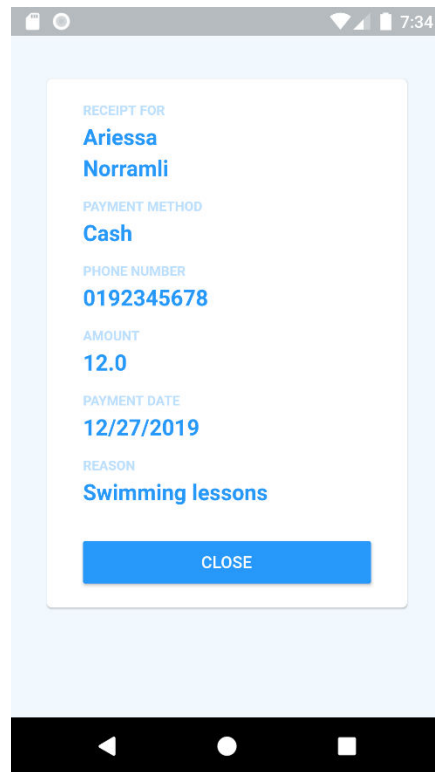 7:34
RECEIPT FOR
Ariessa
Norramli
PAYMENT METHOD
Cash
PHONE NUMBER
0192345678
AMOUNT
12.0
PAYMENT DATE
12/27/2019
REASON
Swimming lessons
CLOSE